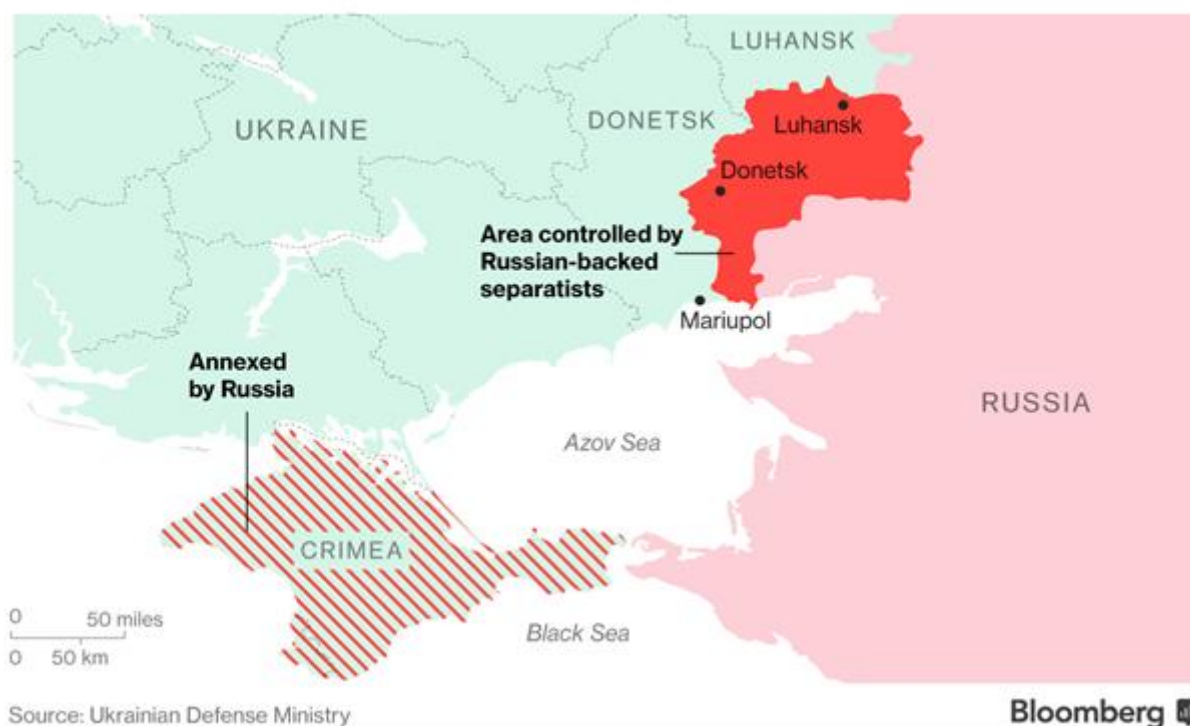 LUHANSK
UKRAINE
DONETSK
Luhansk
Donetsk
Area controlled by
Russian-backed
separatists
Mariupol
Annexed
by Russia
RUSSIA
Azov Sea
CRIMEA
0 50 miles
0 50 km
Black Sea
Source: Ukrainian Defense Ministry
Bloomberg